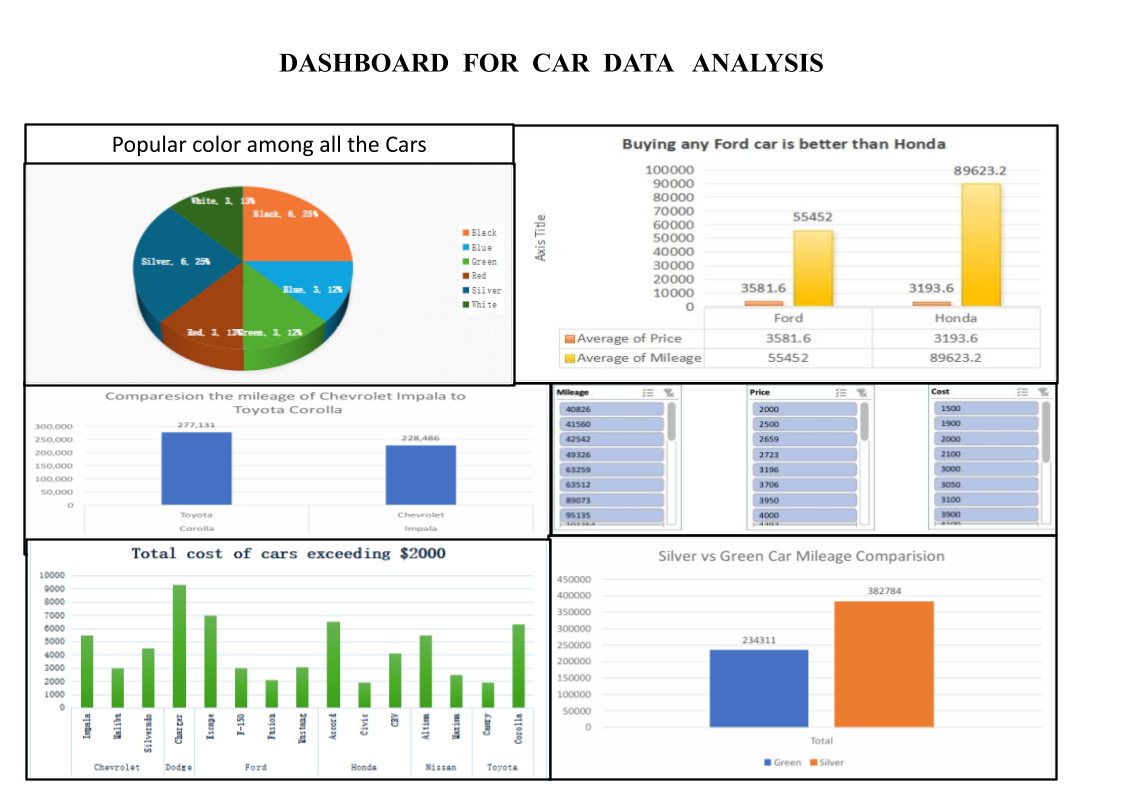 DASHBOARD FOR CAR DATA ANALYSIS
Popular color among all the Cars
White, 3, 13%
Black, 6, 25%
Silver, 6, 25%
Blue, 3, 12%
Red, 3, 13%
Green, 3, 12%
Black
Blue
Green
Red
Silver
White
Buying any Ford car is better than Honda
Axis Title
100000
90000
80000
70000
60000
50000
40000
30000
20000
10000
0
3581.6
55452
3193.6
89623.2
Ford Honda
Average of Price 3581.6 3193.6
Average of Mileage 55452 89623.2
Comparesion the mileage of Chevrolet Impala to
Toyota Corolla
300,000
250,000
200,000
150,000
100,000
50,000
0
277,131
228,486
Toyota Chevrolet
Corolla Impala
Mileage
40826
41560
42542
49326
63259
63512
89073
95135
Price
2000
2500
2659
2723
3196
3706
3950
4000
Cost
1500
1900
2000
2100
3000
3050
3100
3900
Total cost of cars exceeding $2000
10000
9000
8000
7000
6000
5000
4000
3000
2000
1000
0
Impala
Malibu
Silverado
Charger
Escape
F-150
Fusion
Mustang
Accord
Civic
CRV
Altima
Maxima
Camry
Corolla
Chevrolet Dodge Ford Honda Nissan Toyota
Silver vs Green Car Mileage Comparision
450000
400000
350000
300000
250000
200000
150000
100000
50000
0
234311
382784
Total
Green Silver